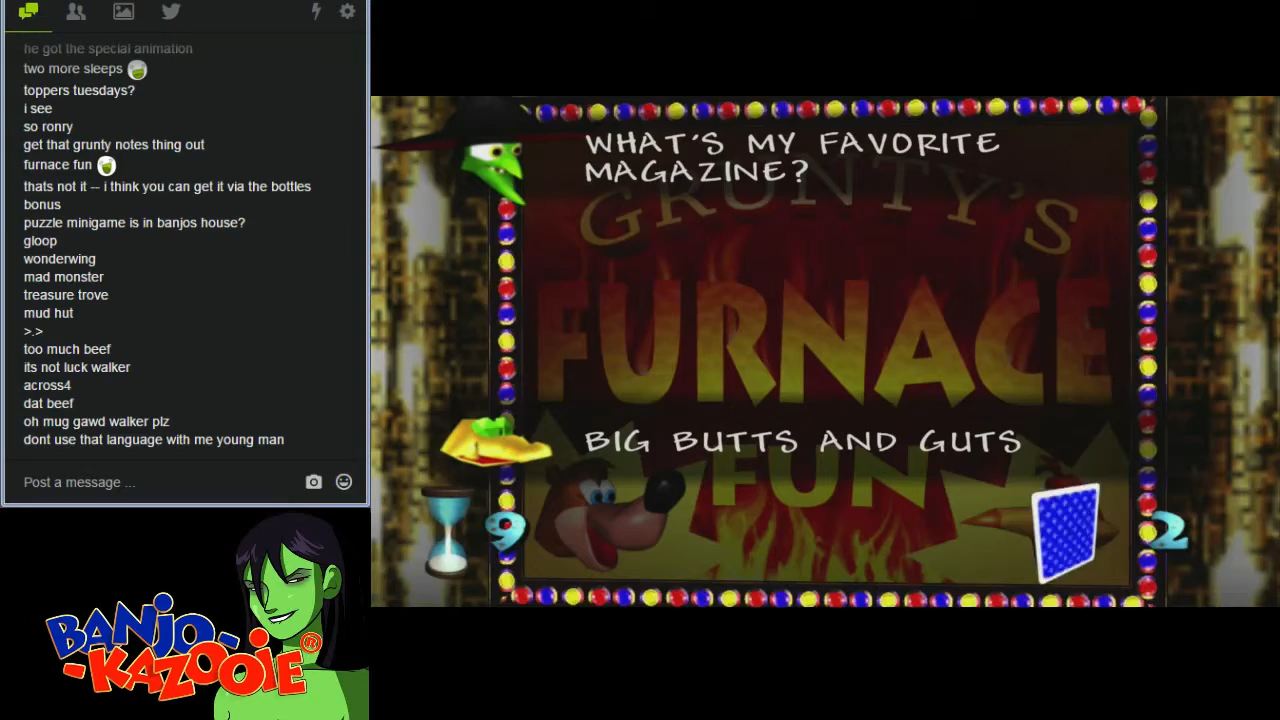 he got the special animation
two more sleeps
toppers tuesdays?
i see
so ronry
get that grunty notes thing out
furnace fun
thats not it -- i think you can get it via the bottles
bonus
puzzle minigame is in banjos house?
gloop
wonderwing
mad monster
treasure trove
mud hut
>.>
too much beef
its not luck walker
across4
dat beef
oh mug gawd walker plz
dont use that language with me young man
Post a message ...
BANJO
-KAZOOIE®
WHAT'S MY FAVORITE
MAGAZINE?
GRUNTY'S
FURNACE
FUN
BIG BUTTS AND GUTS
9
2